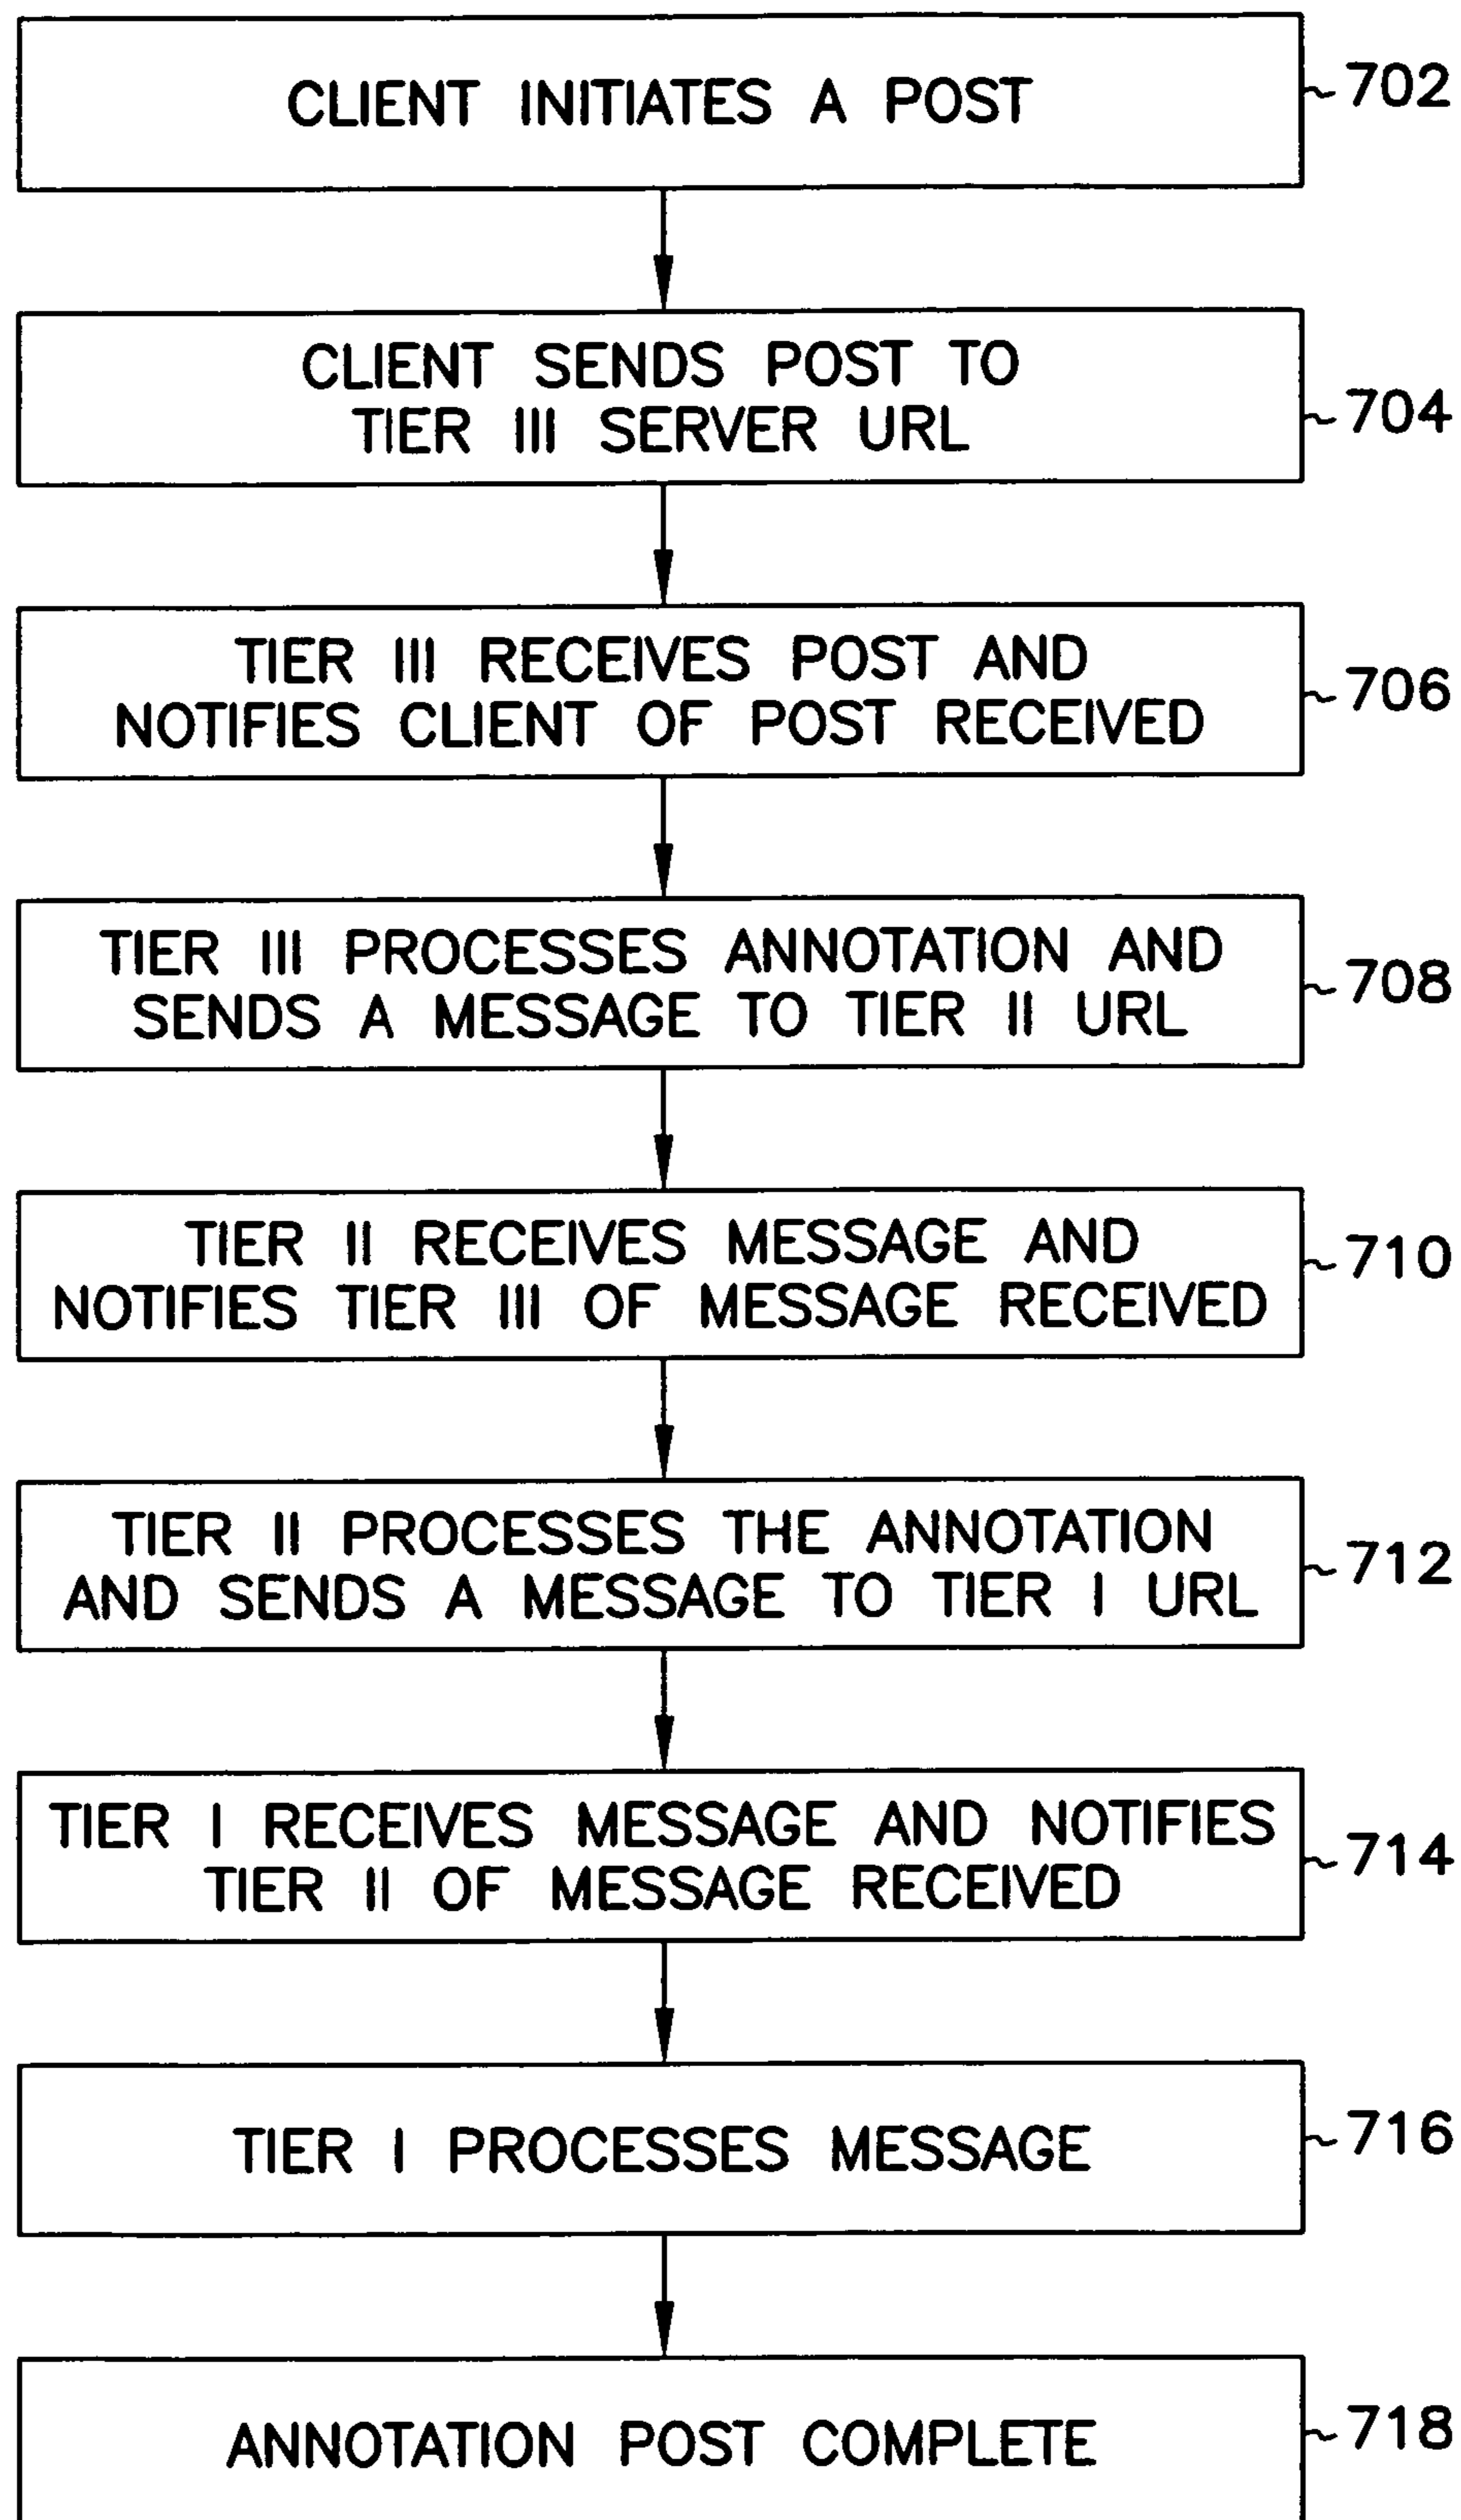 CLIENT INITIATES A POST
702
CLIENT SENDS POST TO
TIER III SERVER URL
704
TIER III RECEIVES POST AND
NOTIFIES CLIENT OF POST RECEIVED
706
TIER III PROCESSES ANNOTATION AND
SENDS A MESSAGE TO TIER II URL
708
TIER II RECEIVES MESSAGE AND
NOTIFIES TIER III OF MESSAGE RECEIVED
710
TIER II PROCESSES THE ANNOTATION
AND SENDS A MESSAGE TO TIER I URL
712
TIER I RECEIVES MESSAGE AND NOTIFIES
TIER II OF MESSAGE RECEIVED
714
TIER I PROCESSES MESSAGE
716
ANNOTATION POST COMPLETE
718